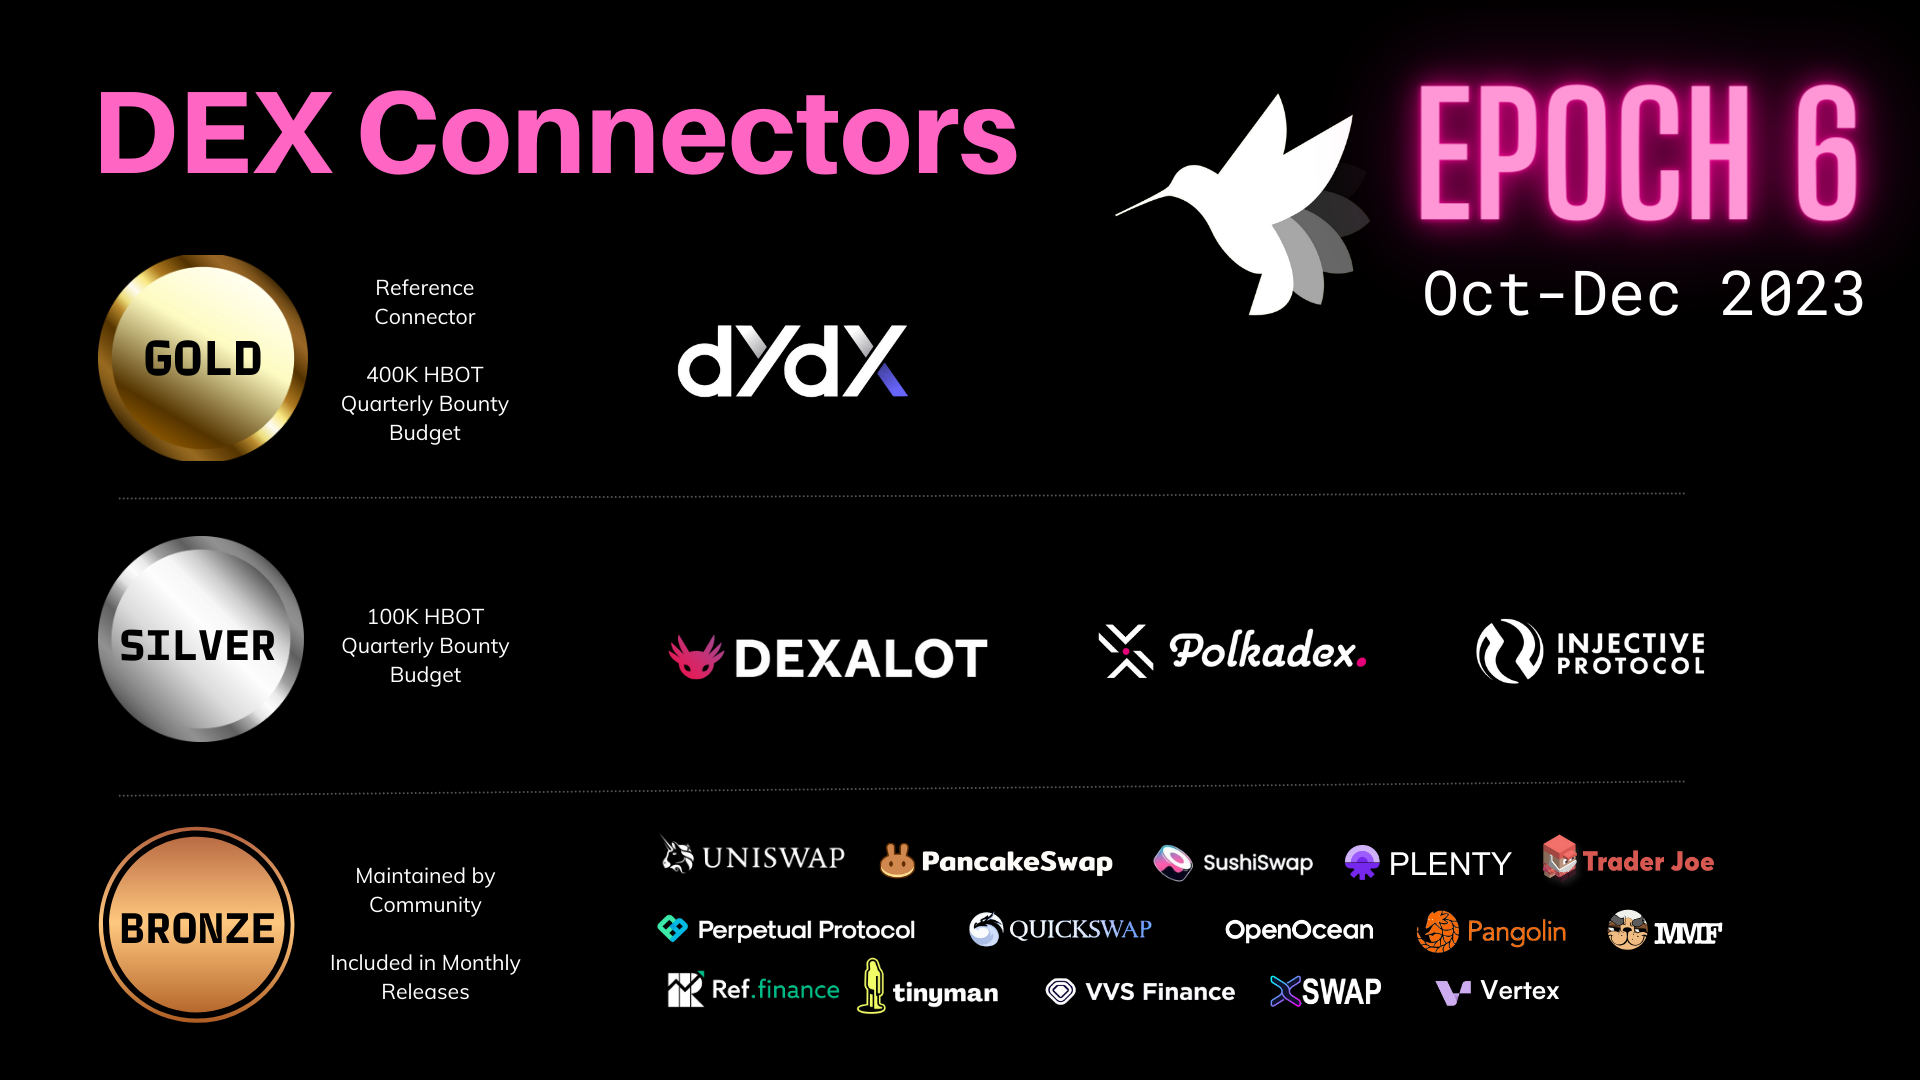 DEX Connectors
EPOCH 6
Oct-Dec 2023
GOLD
Reference
Connector
400K HBOT
Quarterly Bounty
Budget
dYdX
SILVER
100K HBOT
Quarterly Bounty
Budget
DEXALOT
Polkadex.
INJECTIVE
PROTOCOL
BRONZE
Maintained by
Community
Included in Monthly
Releases
UNISWAP
PancakeSwap
SushiSwap
PLENTY
Trader Joe
Perpetual Protocol
QUICKSWAP
OpenOcean
Pangolin
MMF
Ref.finance
tinyman
VVS Finance
XSWAP
Vertex